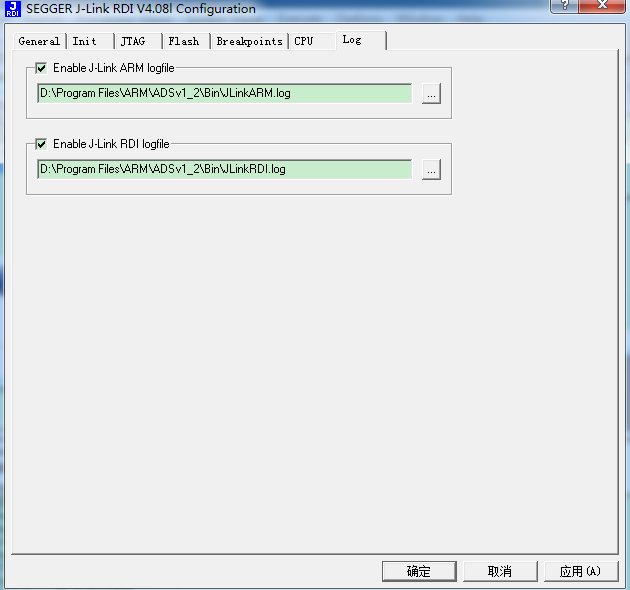 J
RDI
SEGGER J-Link RDI V4.08l Configuration
?
General Init JTAG Flash Breakpoints CPU Log
Enable J-Link ARM logfile
D:\Program Files\ARM\ADSv1_2\Bin\JLinkARM.log ...
Enable J-Link RDI logfile
D:\Program Files\ARM\ADSv1_2\Bin\JLinkRDI.log ...
确定 取消 应用(A)